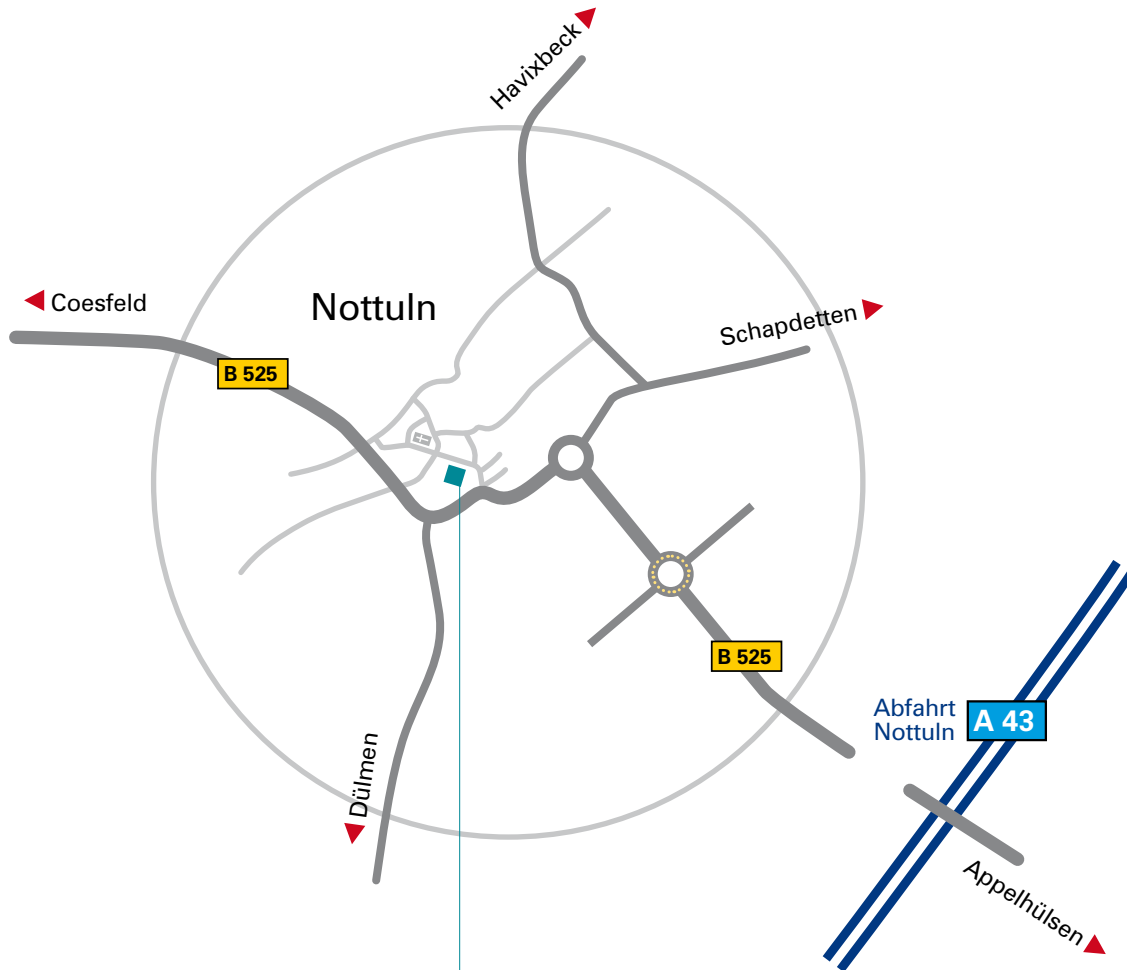 Havixbeck
Nottuln
Coesfeld
Schapdetten
B 525
B 525
Abfahrt
Nottuln
A 43
Dülmen
Appelhülsen